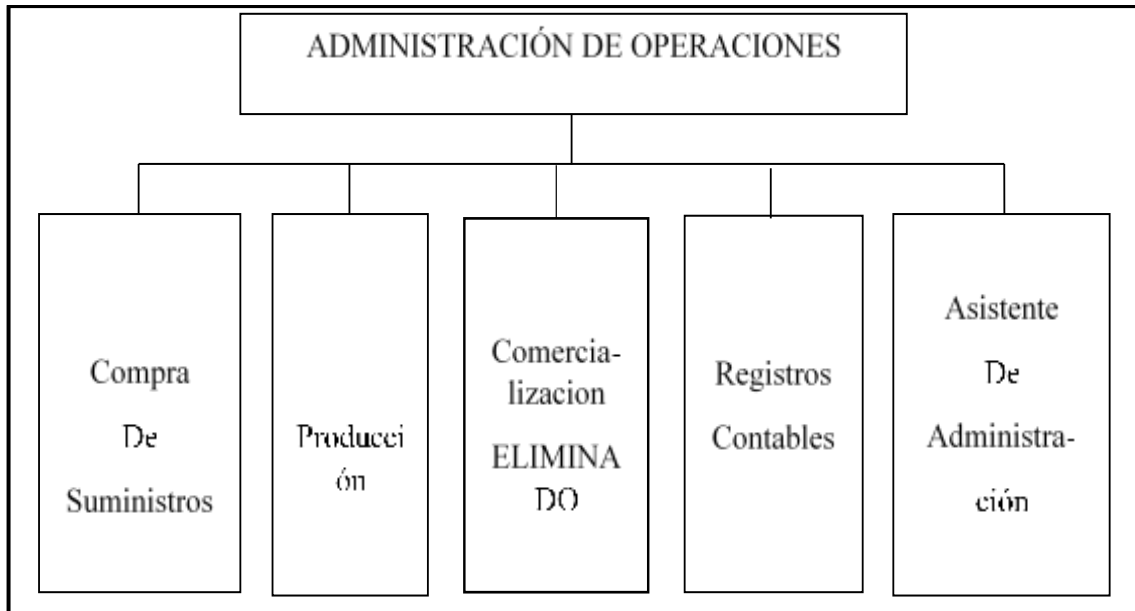 ADMINISTRACIÓN DE OPERACIONES
Compra
De
Suministros
Producci
ón
Comercia-
lizacion
ELIMINA
DO
Registros
Contables
Asistente
De
Administra-
ción